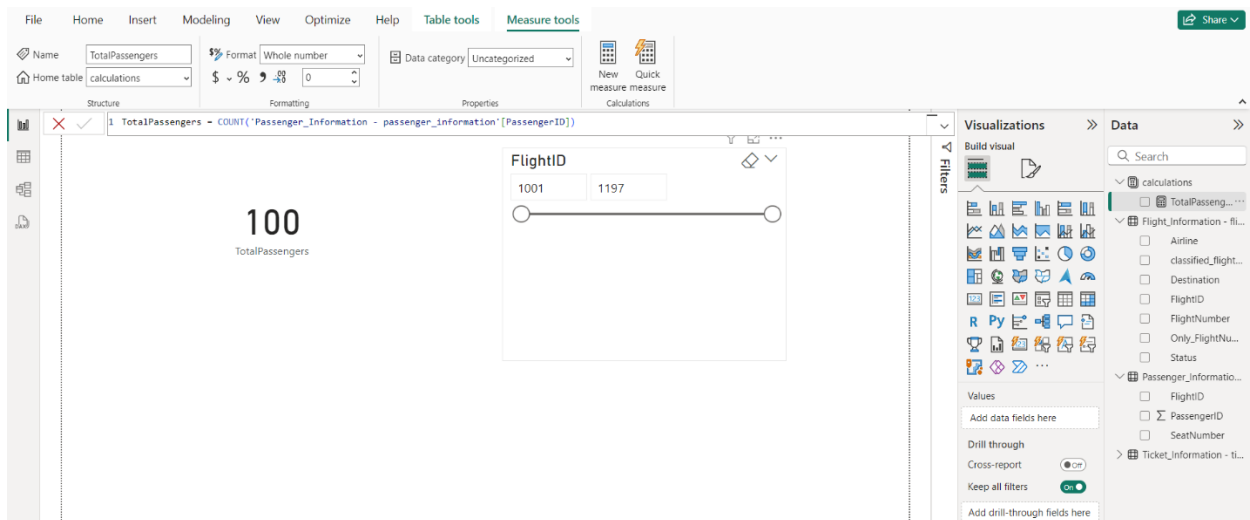 File Home Insert Modeling View Optimize Help Table tools Measure tools Share
Name TotalPassengers
Home table calculations
Structure
$% Format Whole number
$ % 0
Formatting
Data category Uncategorized
Properties
New measure
Quick measure
Calculations
1 TotalPassengers = COUNT('Passenger_Information - passenger_information'[PassengerID])
100
TotalPassengers
FlightID
1001 1197
Filters
Visualizations
Build visual
R Py
Values
Add data fields here
Drill through
Cross-report Off
Keep all filters On
Add drill-through fields here
Data
Search
calculations
TotalPasseng...
Flight_Information - fli...
Airline
classified_flight...
Destination
FlightID
FlightNumber
Only_FlightNu...
Status
Passenger_Informatio...
FlightID
PassengerID
SeatNumber
Ticket_Information - ti...